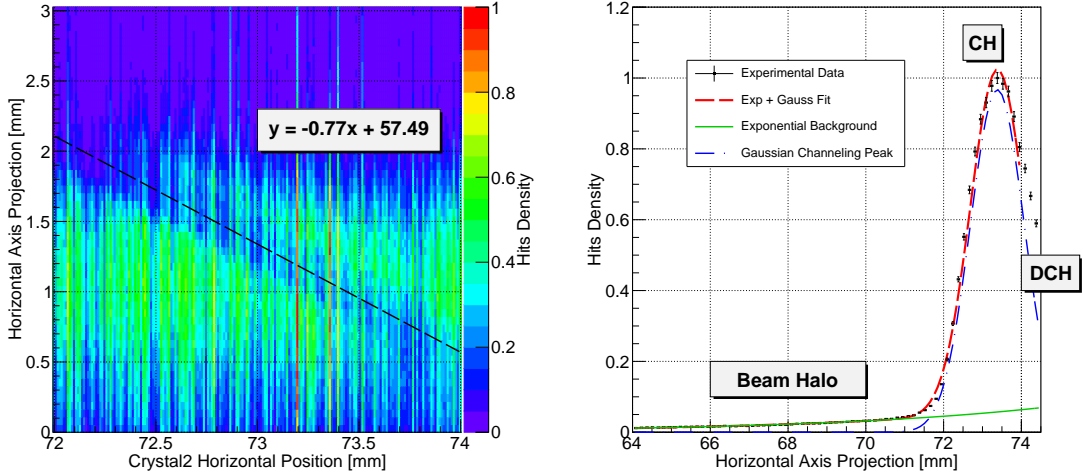 3
2.5
2
1.5
1
0.5
0
72
72.5
73
73.5
74
Horizontal Axis Projection [mm]
Crystal2 Horizontal Position [mm]
y = -0.77x + 57.49
1
0.8
0.6
0.4
0.2
0
Hits Density
1.2
1
0.8
0.6
0.4
0.2
0
Hits Density
64
66
68
70
72
74
Horizontal Axis Projection [mm]
Experimental Data
Exp + Gauss Fit
Exponential Background
Gaussian Channeling Peak
CH
DCH
Beam Halo